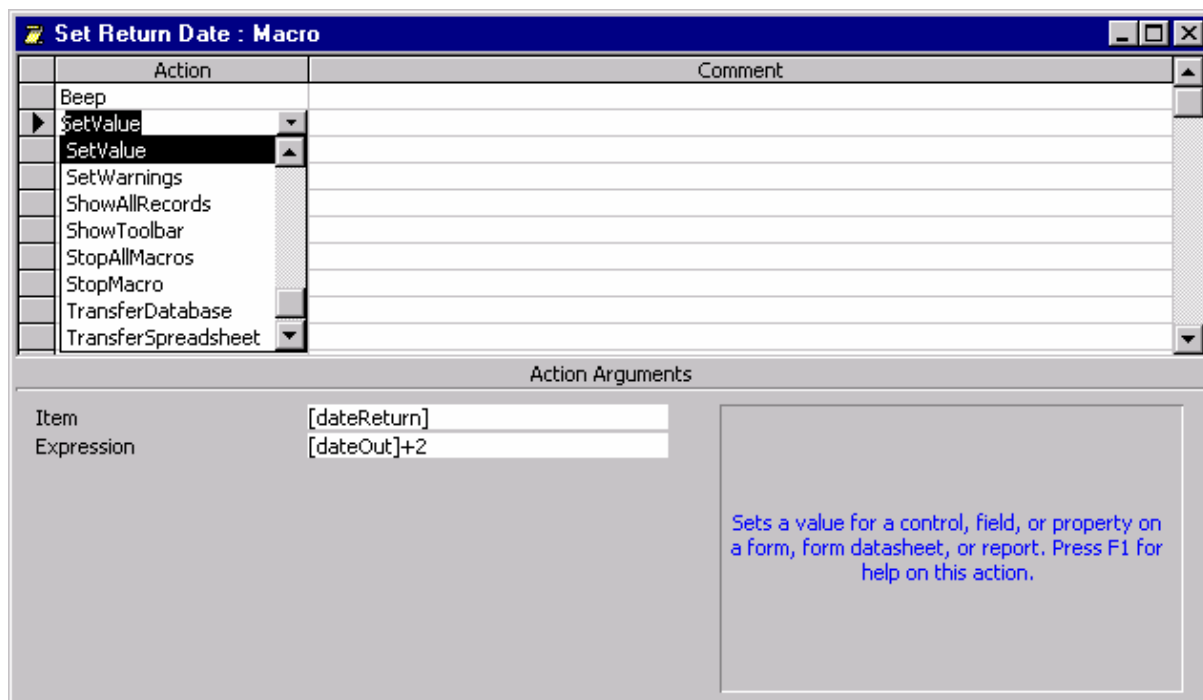 Set Return Date : Macro
Action Comment
Beep
SetValue
SetValue
SetWarnings
ShowAllRecords
ShowToolbar
StopAllMacros
StopMacro
TransferDatabase
TransferSpreadsheet
Action Arguments
Item [dateReturn]
Expression [dateOut]+2
Sets a value for a control, field, or property on
a form, form datasheet, or report. Press F1 for
help on this action.